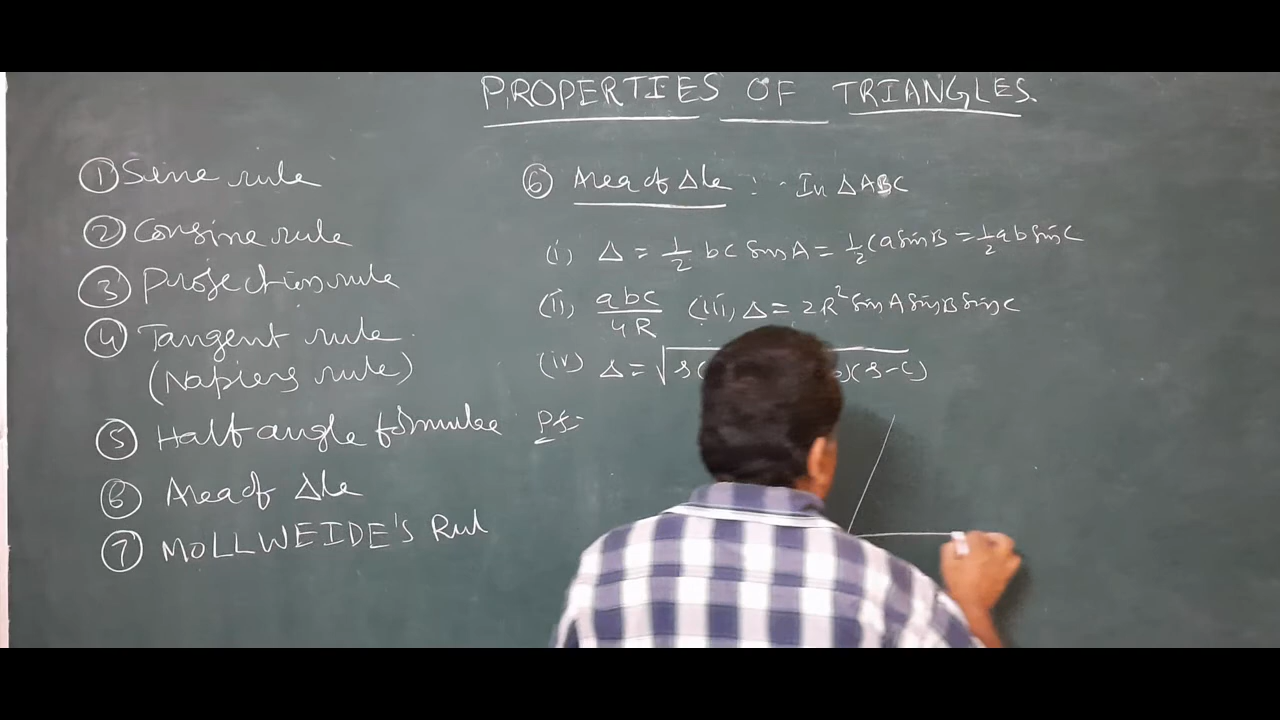 PROPERTIES OF TRIANGLES.
① Sine rule
② Consine rule
③ Projection rule
④ Tangent rule
(Napiers rule)
⑤ Half angle formulae
⑥ Area of Δle
⑦ MOLLWEIDE'S Rul
⑥ Area of Δle : In ΔABC
(i) Δ = 1/2 bc sin A = 1/2 ca sin B = 1/2 ab sin C
(ii) abc/4R (iii) Δ = 2R² sin A sin B sin C
(iv) Δ = √s( )(s-c)
Pf:-